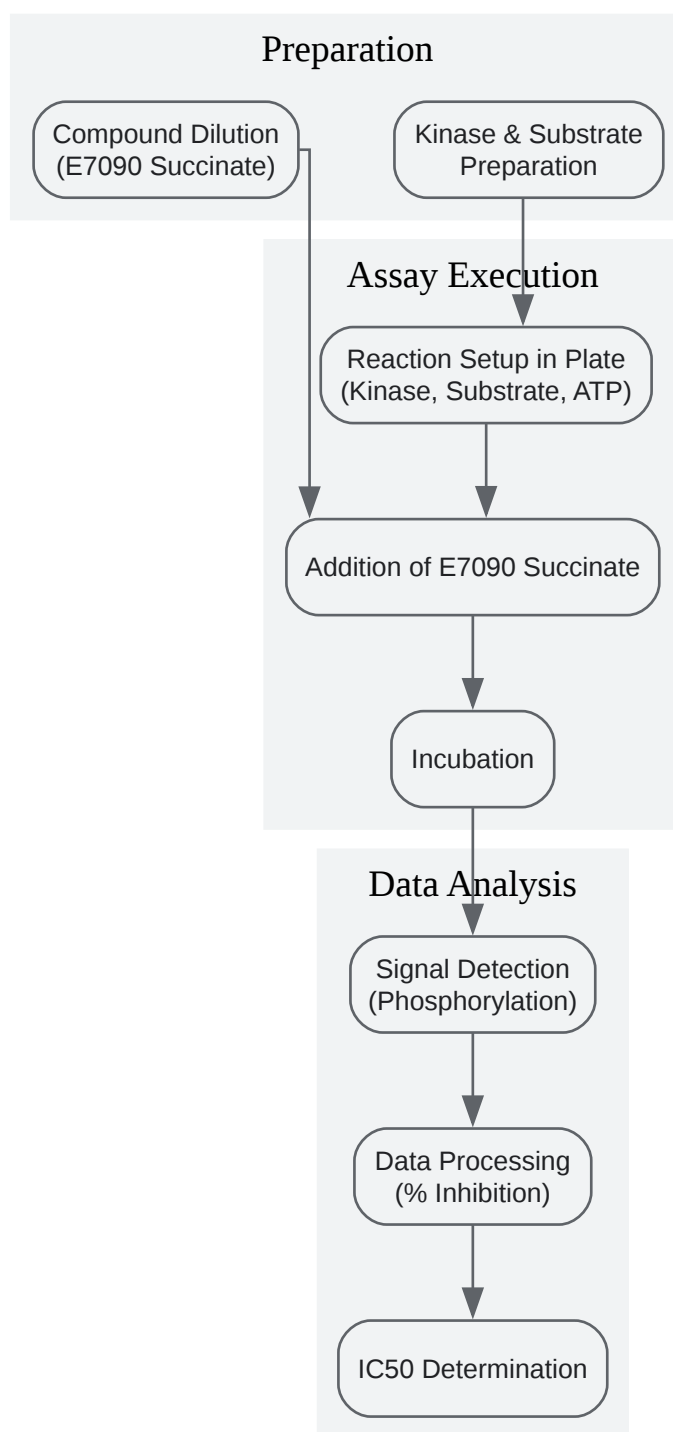 Preparation
Compound Dilution
(E7090 Succinate)
Kinase & Substrate
Preparation
Assay Execution
Reaction Setup in Plate
(Kinase, Substrate, ATP)
Addition of E7090 Succinate
Incubation
Data Analysis
Signal Detection
(Phosphorylation)
Data Processing
(% Inhibition)
IC50 Determination